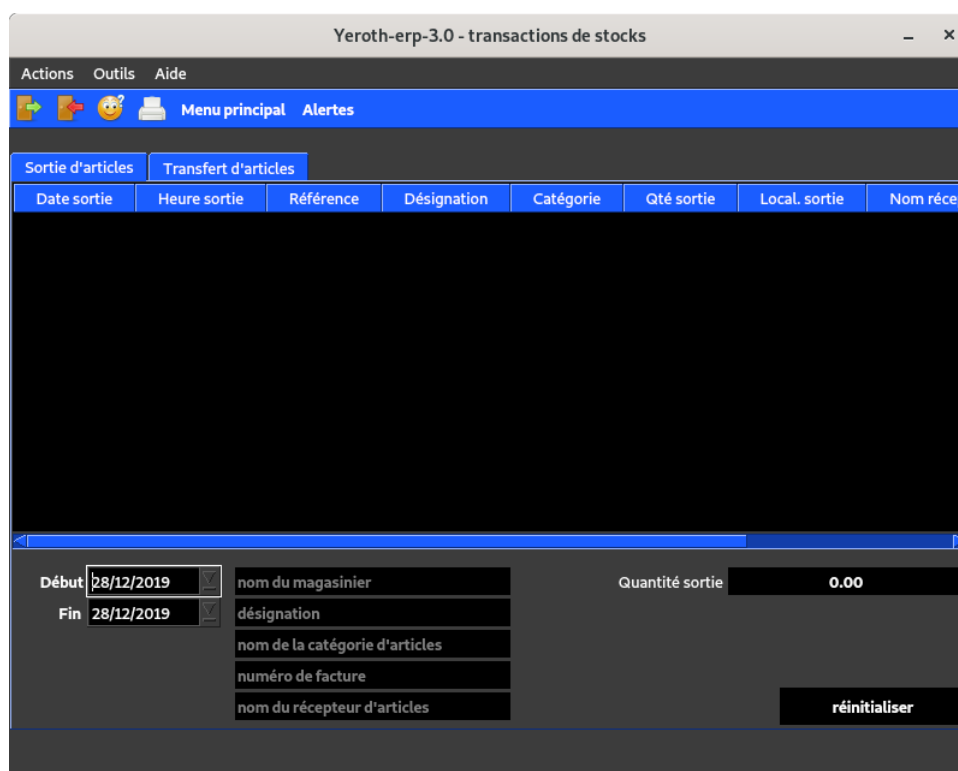 Yeroth-erp-3.0 - transactions de stocks
Actions Outils Aide
Menu principal Alertes
Sortie d'articles Transfert d'articles
Date sortie Heure sortie Référence Désignation Catégorie Qté sortie Local. sortie Nom réce
Début 28/12/2019 nom du magasinier Quantité sortie 0.00
Fin 28/12/2019 désignation
nom de la catégorie d'articles
numéro de facture
nom du récepteur d'articles réinitialiser